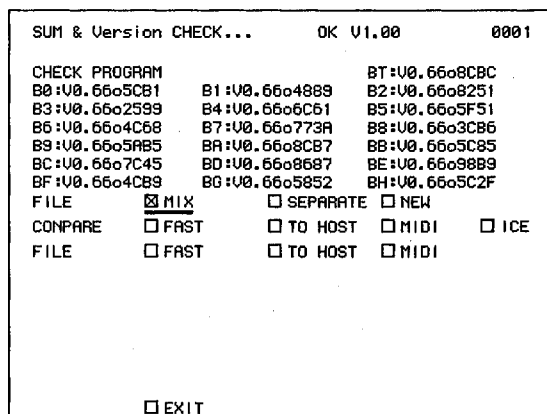 SUM & Version CHECK... OK V1.00 0001
CHECK PROGRAM BT:V0.66o8CBC
B0:V0.66o5CB1 B1:V0.66o4889 B2:V0.66o8251
B3:V0.66o2599 B4:V0.66o6C61 B5:V0.66o5F51
B6:V0.66o4C68 B7:V0.66o773A B8:V0.66o3CB6
B9:V0.66o5AB5 BA:V0.66o8CB7 BB:V0.66o5C85
BC:V0.66o7C45 BD:V0.66o8687 BE:V0.66o98B9
BF:V0.66o4CB9 BG:V0.66o5852 BH:V0.66o5C2F
FILE ☒ MIX ☐ SEPARATE ☐ NEW
CONPARE ☐ FAST ☐ TO HOST ☐ MIDI ☐ ICE
FILE ☐ FAST ☐ TO HOST ☐ MIDI
☐ EXIT